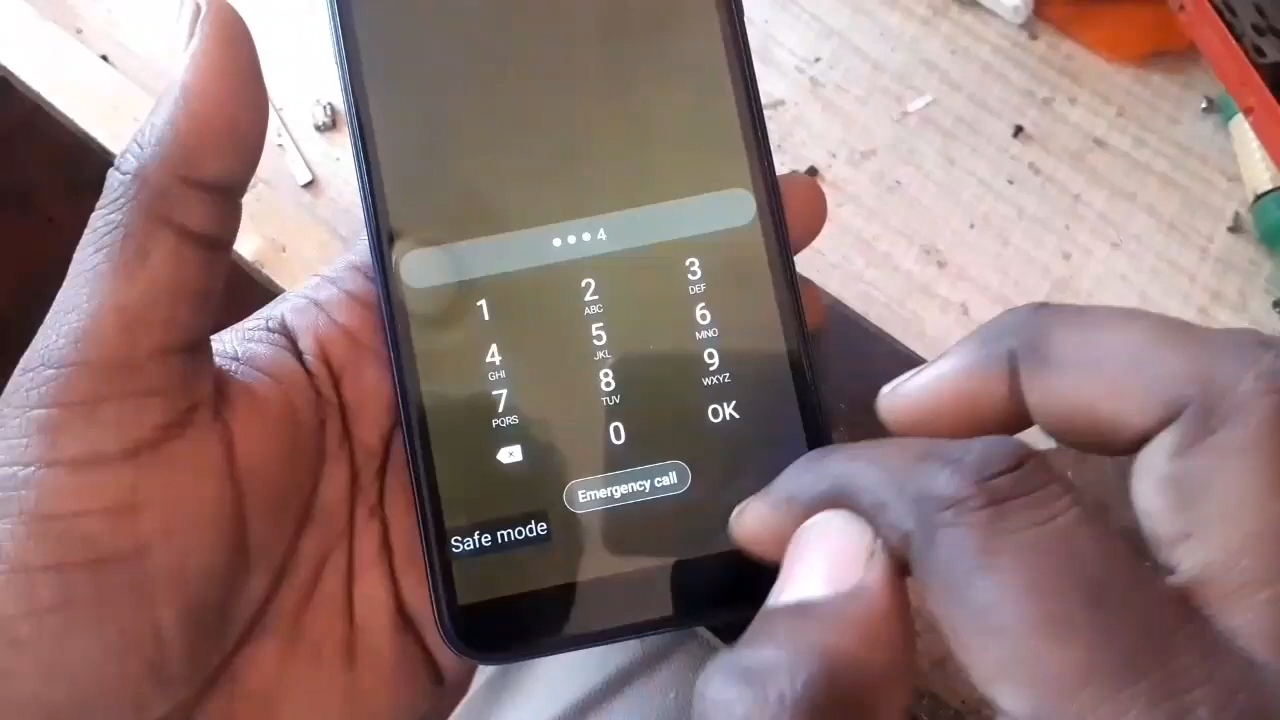 •••4
1
2
ABC
3
DEF
4
GHI
5
JKL
6
MNO
7
PQRS
8
TUV
9
WXYZ
0
OK
Emergency call
Safe mode